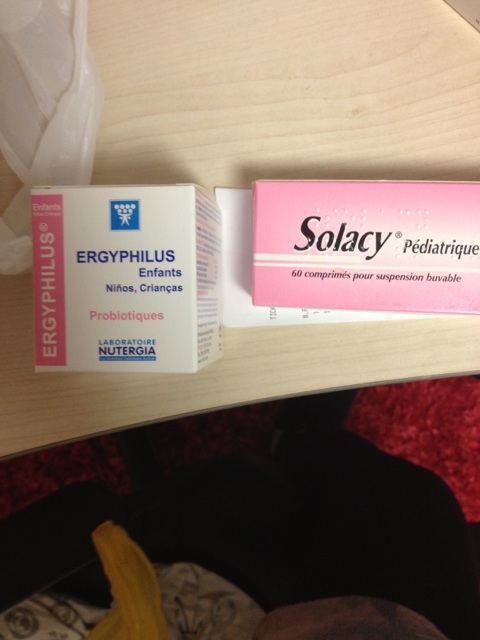 Enfants
ERGYPHILUS®
ERGYPHILUS
Enfants
Niños, Crianças
Probiotiques
LABORATOIRE
NUTERGIA
Solacy® Pédiatrique
60 comprimés pour suspension buvable